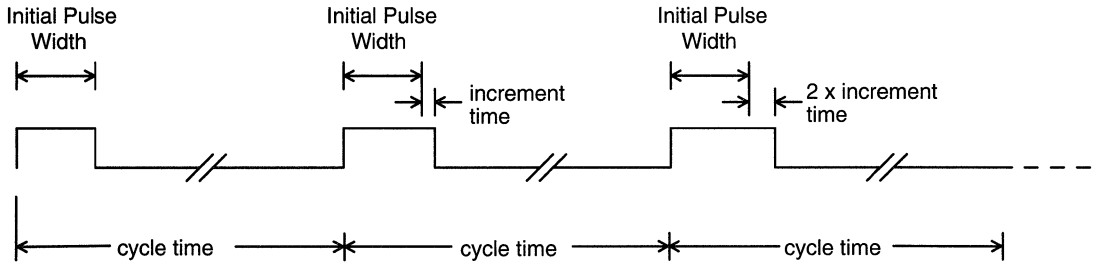 Initial Pulse
Width
Initial Pulse
Width
Initial Pulse
Width
increment
time
2 x increment
time
cycle time
cycle time
cycle time